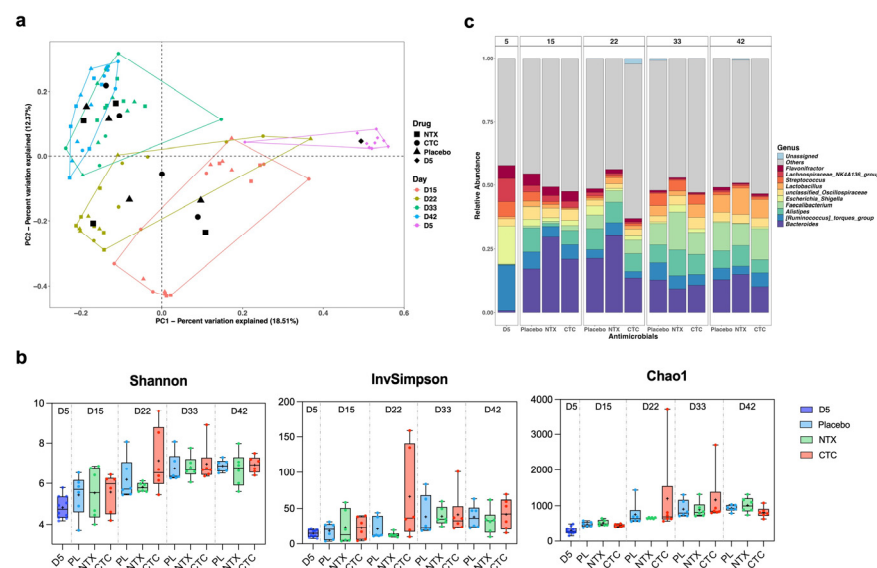 a
PC2 – Percent variation explained (12.27%)
0.2
0.0
−0.2
−0.4
−0.2
0.0
0.2
0.4
0.6
PC1 – Percent variation explained (18.51%)
Drug
NTX
CTC
Placebo
D5
Day
D15
D22
D33
D42
D5
c
5
15
22
33
42
Relative Abundance
1.00
0.75
0.50
0.25
0.00
D5
Placebo NTX CTC
Placebo NTX CTC
Placebo NTX CTC
Placebo NTX CTC
Antimicrobials
Genus
Unassigned
Others
Flavonifractor
Lachnospiraceae_NK4A136_group
Streptococcus
Lactobacillus
unclassified_Oscillospiraceae
Escherichia_Shigella
Faecalibacterium
Alistipes
[Ruminococcus]_torques_group
Bacteroides
b
Shannon
10
8
6
4
D5 D15 D22 D33 D42
D5 PL NTX CTC PL NTX CTC PL NTX CTC PL NTX CTC
InvSimpson
200
150
100
50
0
D5 D15 D22 D33 D42
D5 PL NTX CTC PL NTX CTC PL NTX CTC PL NTX CTC
Chao1
4000
3000
2000
1000
0
D5 D15 D22 D33 D42
D5 PL NTX CTC PL NTX CTC PL NTX CTC PL NTX CTC
D5
Placebo
NTX
CTC